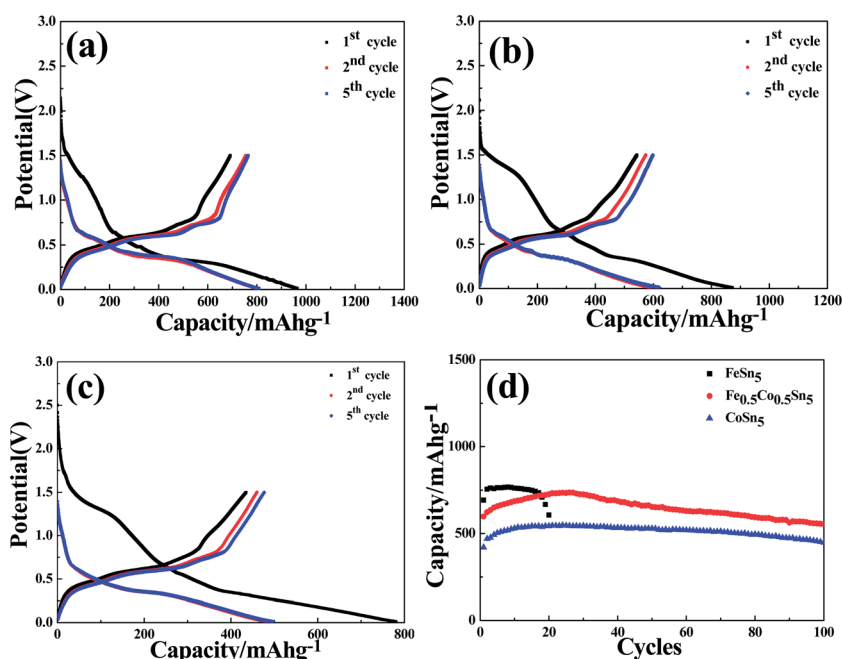 (a)
1st cycle
2nd cycle
5th cycle
Potential(V)
3.0
2.5
2.0
1.5
1.0
0.5
0.0
0 200 400 600 800 1000 1200 1400
Capacity/mAhg-1
(b)
1st cycle
2nd cycle
5th cycle
Potential(V)
3.0
2.5
2.0
1.5
1.0
0.5
0.0
0 200 400 600 800 1000 1200
Capacity/mAhg-1
(c)
1st cycle
2nd cycle
5th cycle
Potential(V)
3.0
2.5
2.0
1.5
1.0
0.5
0.0
0 200 400 600 800
Capacity/mAhg-1
(d)
FeSn5
Fe0.5Co0.5Sn5
CoSn5
Capacity/mAhg-1
1500
1000
500
0
0 20 40 60 80 100
Cycles